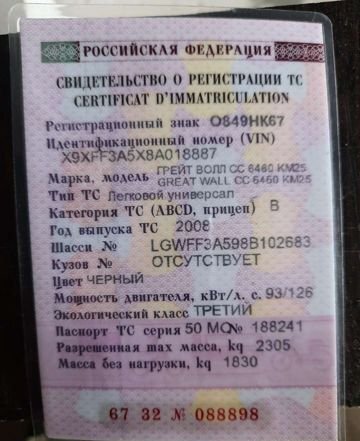 РОССИЙСКАЯ ФЕДЕРАЦИЯ
СВИДЕТЕЛЬСТВО О РЕГИСТРАЦИИ ТС
CERTIFICAT D'IMMATRICULATION
Регистрационный знак О849НК67
Идентификационный номер (VIN)
X9XFF3A5X8A018887
Марка, модель ГРЕЙТ ВОЛЛ СС 6460 КМ25
GREAT WALL CC 6460 KM25
Тип ТС Легковой универсал
Категория ТС (ABCD, прицеп) В
Год выпуска ТС 2008
Шасси № LGWFF3A598B102683
Кузов № ОТСУТСТВУЕТ
Цвет ЧЕРНЫЙ
Мощность двигателя, кВт/л. с. 93/126
Экологический класс ТРЕТИЙ
Паспорт ТС серия 50 МО № 188241
Разрешенная max масса, kg 2305
Масса без нагрузки, kg 1830
67 32 № 088898